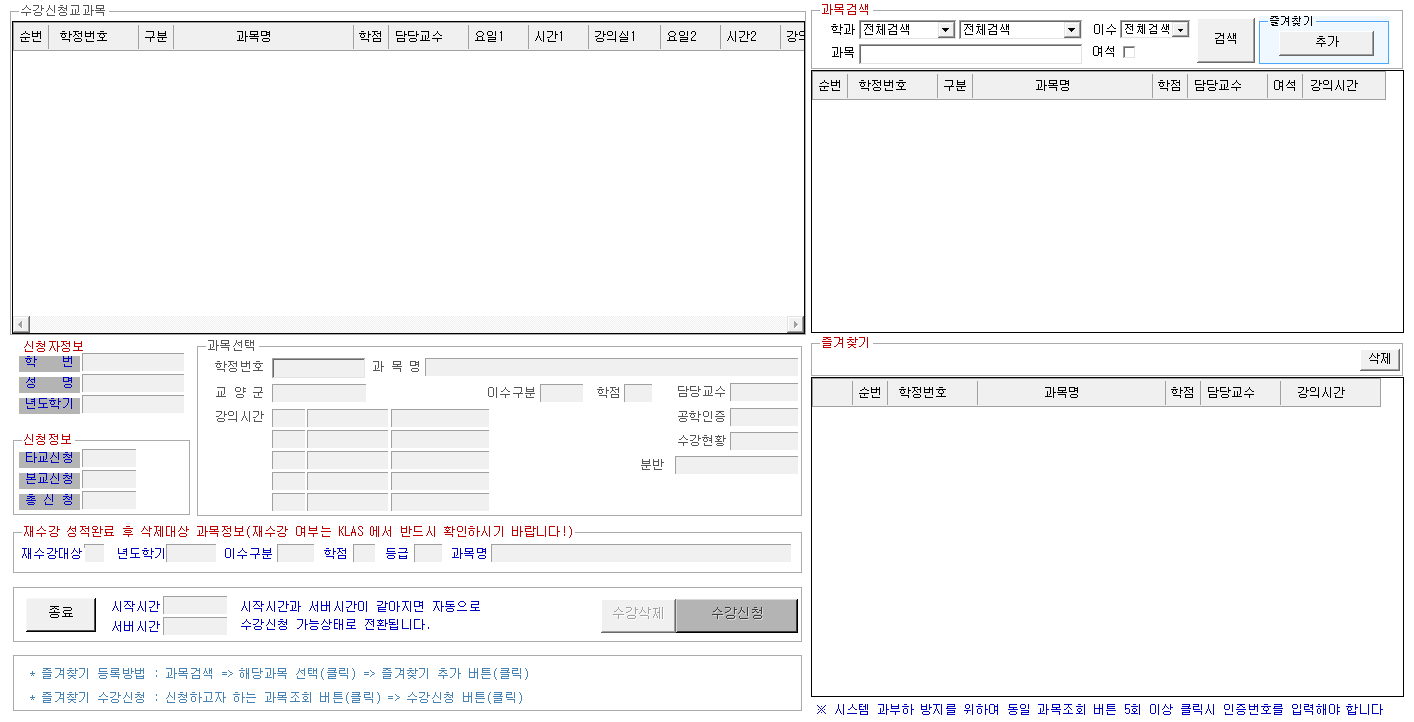 수강신청교과목
순번 학정번호 구분 과목명 학점 담당교수 요일1 시간1 강의실1 요일2 시간2 강의
신청자정보
학 번
성 명
년도학기
신청정보
타교신청
본교신청
총 신 청
과목선택
학정번호 과 목 명
교 양 군 이수구분 학점 담당교수
강의시간 공학인증
수강현황
분반
재수강 성적완료 후 삭제대상 과목정보(재수강 여부는 KLAS에서 반드시 확인하시기 바랍니다!)
재수강대상 년도학기 이수구분 학점 등급 과목명
종료 시작시간 시작시간과 서버시간이 같아지면 자동으로 수강삭제 수강신청
서버시간 수강신청 가능상태로 전환됩니다.
* 즐겨찾기 등록방법 : 과목검색 => 해당과목 선택(클릭) => 즐겨찾기 추가 버튼(클릭)
* 즐겨찾기 수강신청 : 신청하고자 하는 과목조회 버튼(클릭) => 수강신청 버튼(클릭)
과목검색
학과 전체검색 전체검색 이수 전체검색 검색
과목 여석
즐겨찾기
추가
순번 학정번호 구분 과목명 학점 담당교수 여석 강의시간
즐겨찾기
삭제
순번 학정번호 과목명 학점 담당교수 강의시간
※ 시스템 과부하 방지를 위하여 동일 과목조회 버튼 5회 이상 클릭시 인증번호를 입력해야 합니다